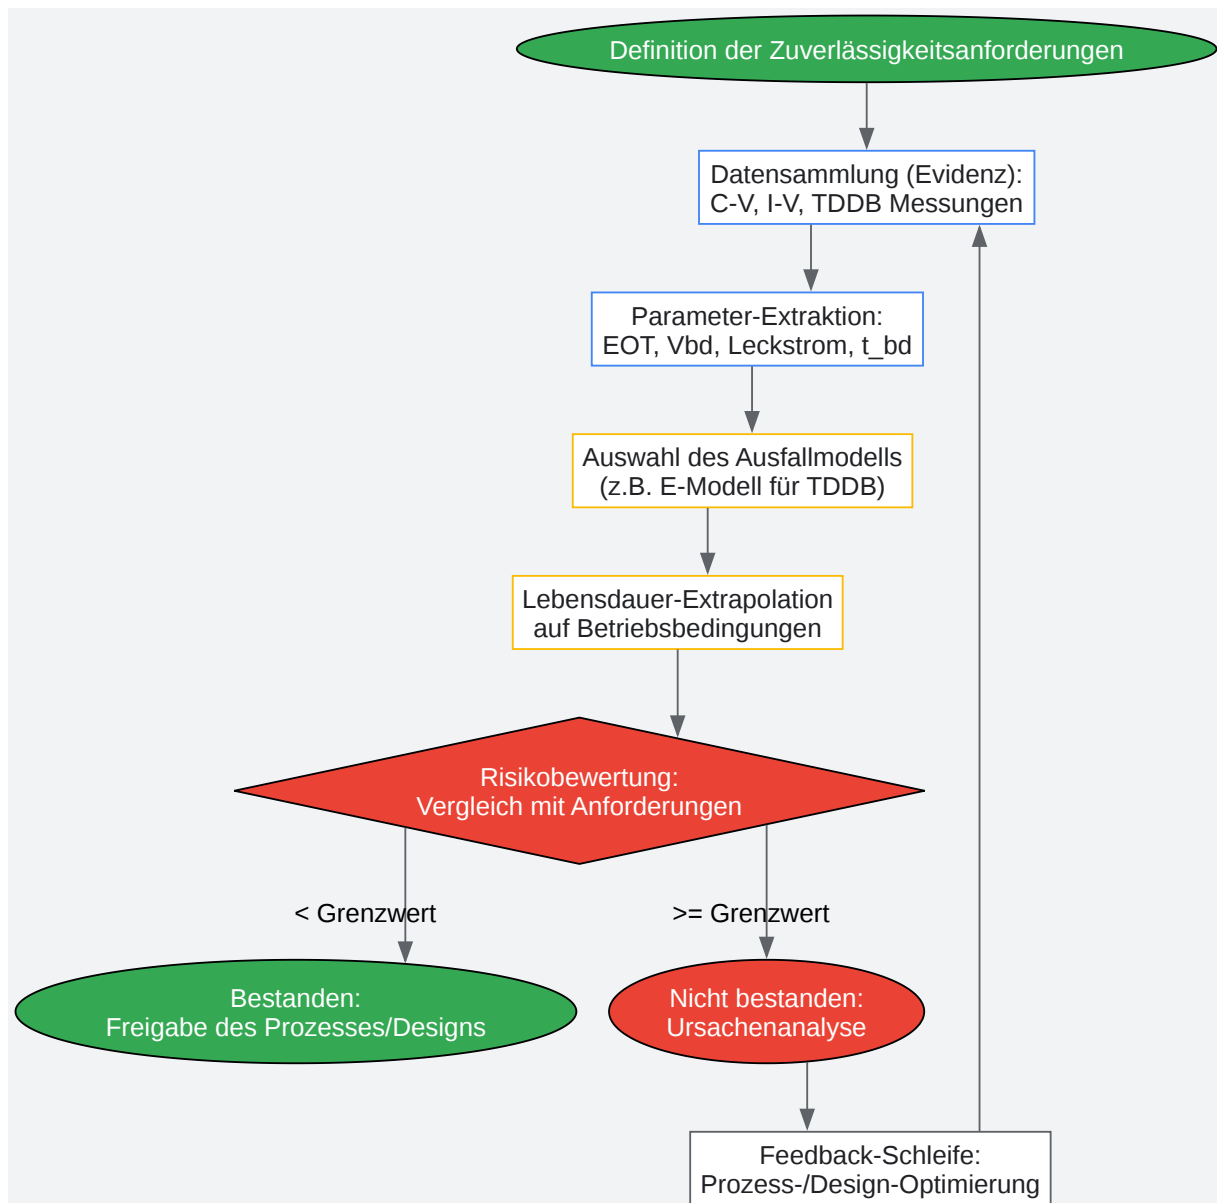 Definition der Zuverlässigkeitsanforderungen
Datensammlung (Evidenz):
C-V, I-V, TDDB Messungen
Parameter-Extraktion:
EOT, Vbd, Leckstrom, t_bd
Auswahl des Ausfallmodells
(z.B. E-Modell für TDDB)
Lebensdauer-Extrapolation
auf Betriebsbedingungen
Risikobewertung:
Vergleich mit Anforderungen
< Grenzwert
>= Grenzwert
Bestanden:
Freigabe des Prozesses/Designs
Nicht bestanden:
Ursachenanalyse
Feedback-Schleife:
Prozess-/Design-Optimierung